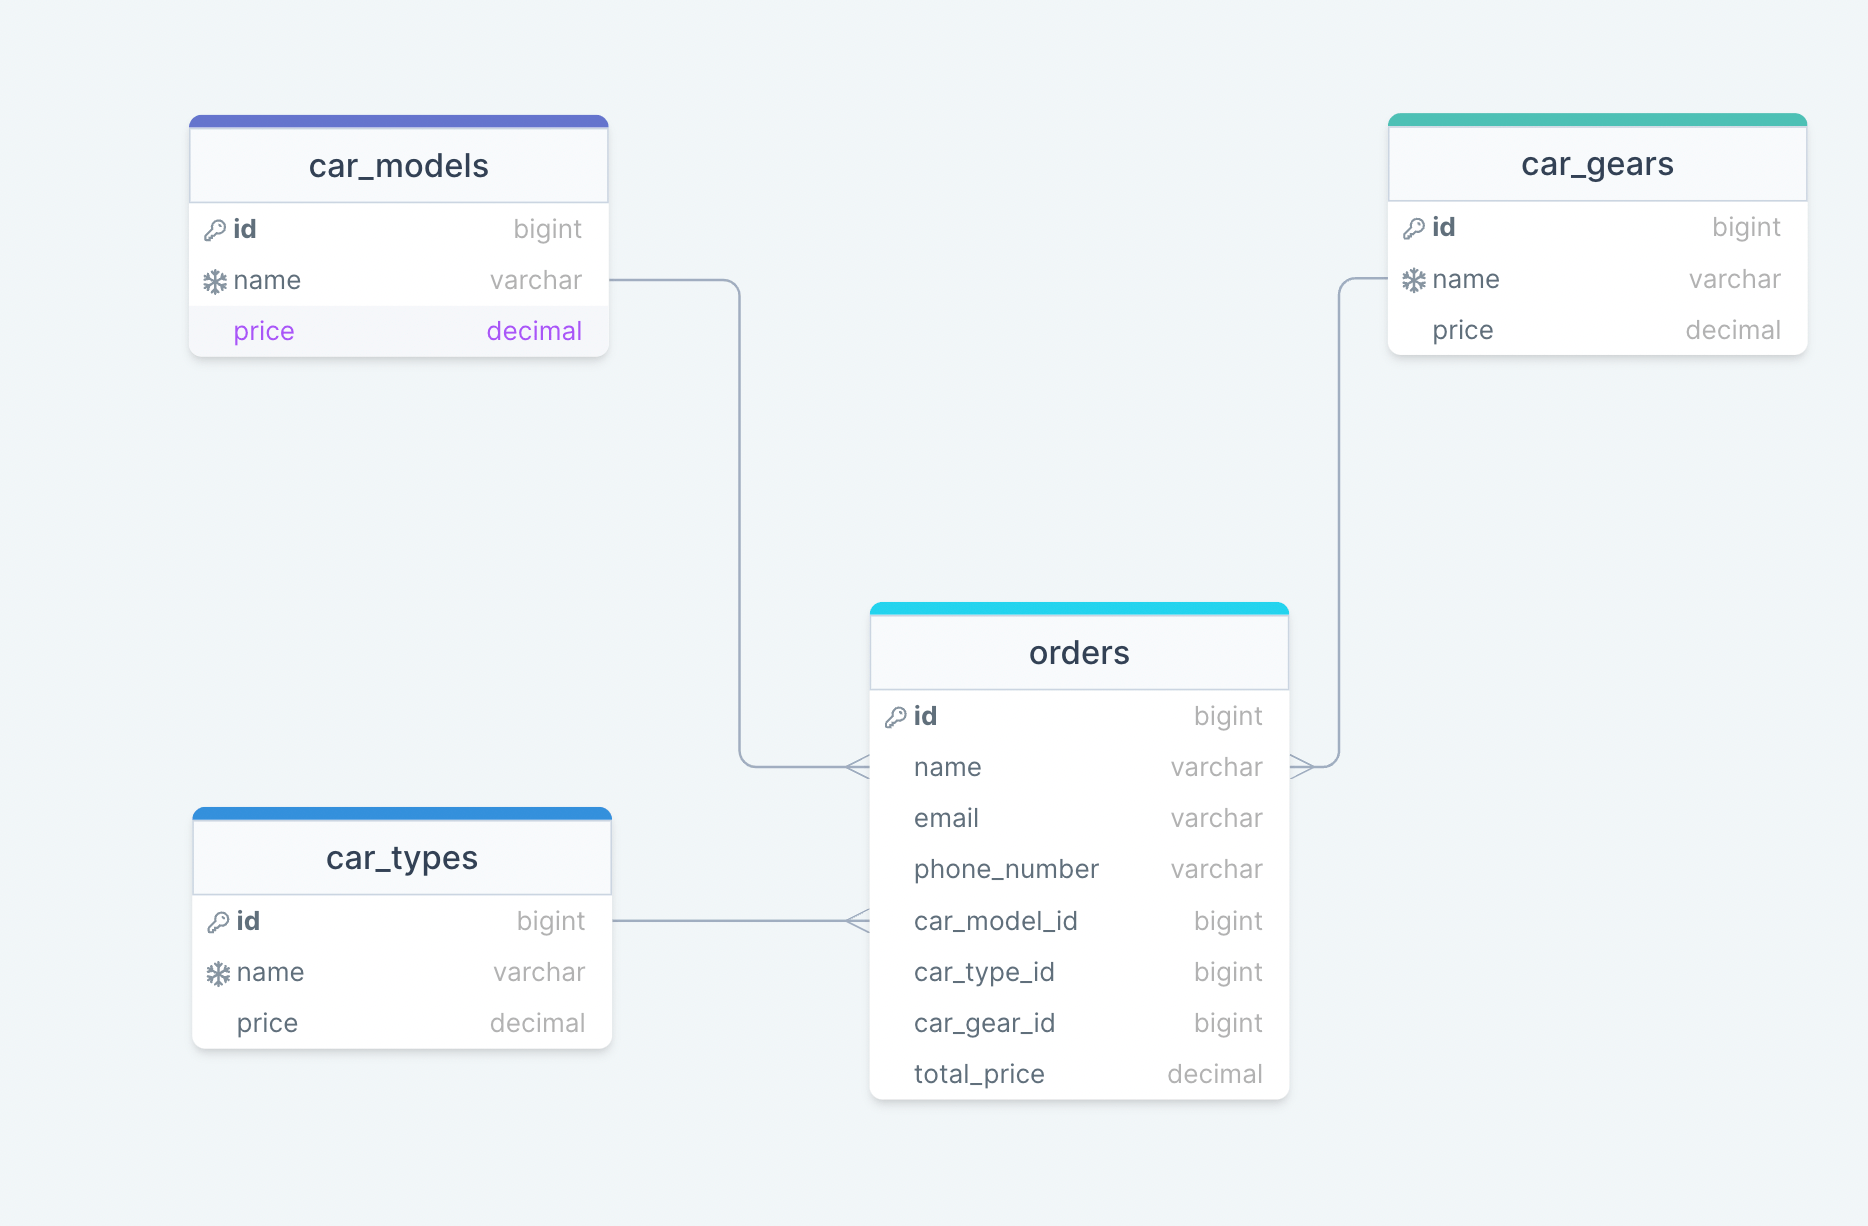 car_models
id bigint
name varchar
price decimal
car_gears
id bigint
name varchar
price decimal
orders
id bigint
name varchar
email varchar
phone_number varchar
car_model_id bigint
car_type_id bigint
car_gear_id bigint
total_price decimal
car_types
id bigint
name varchar
price decimal